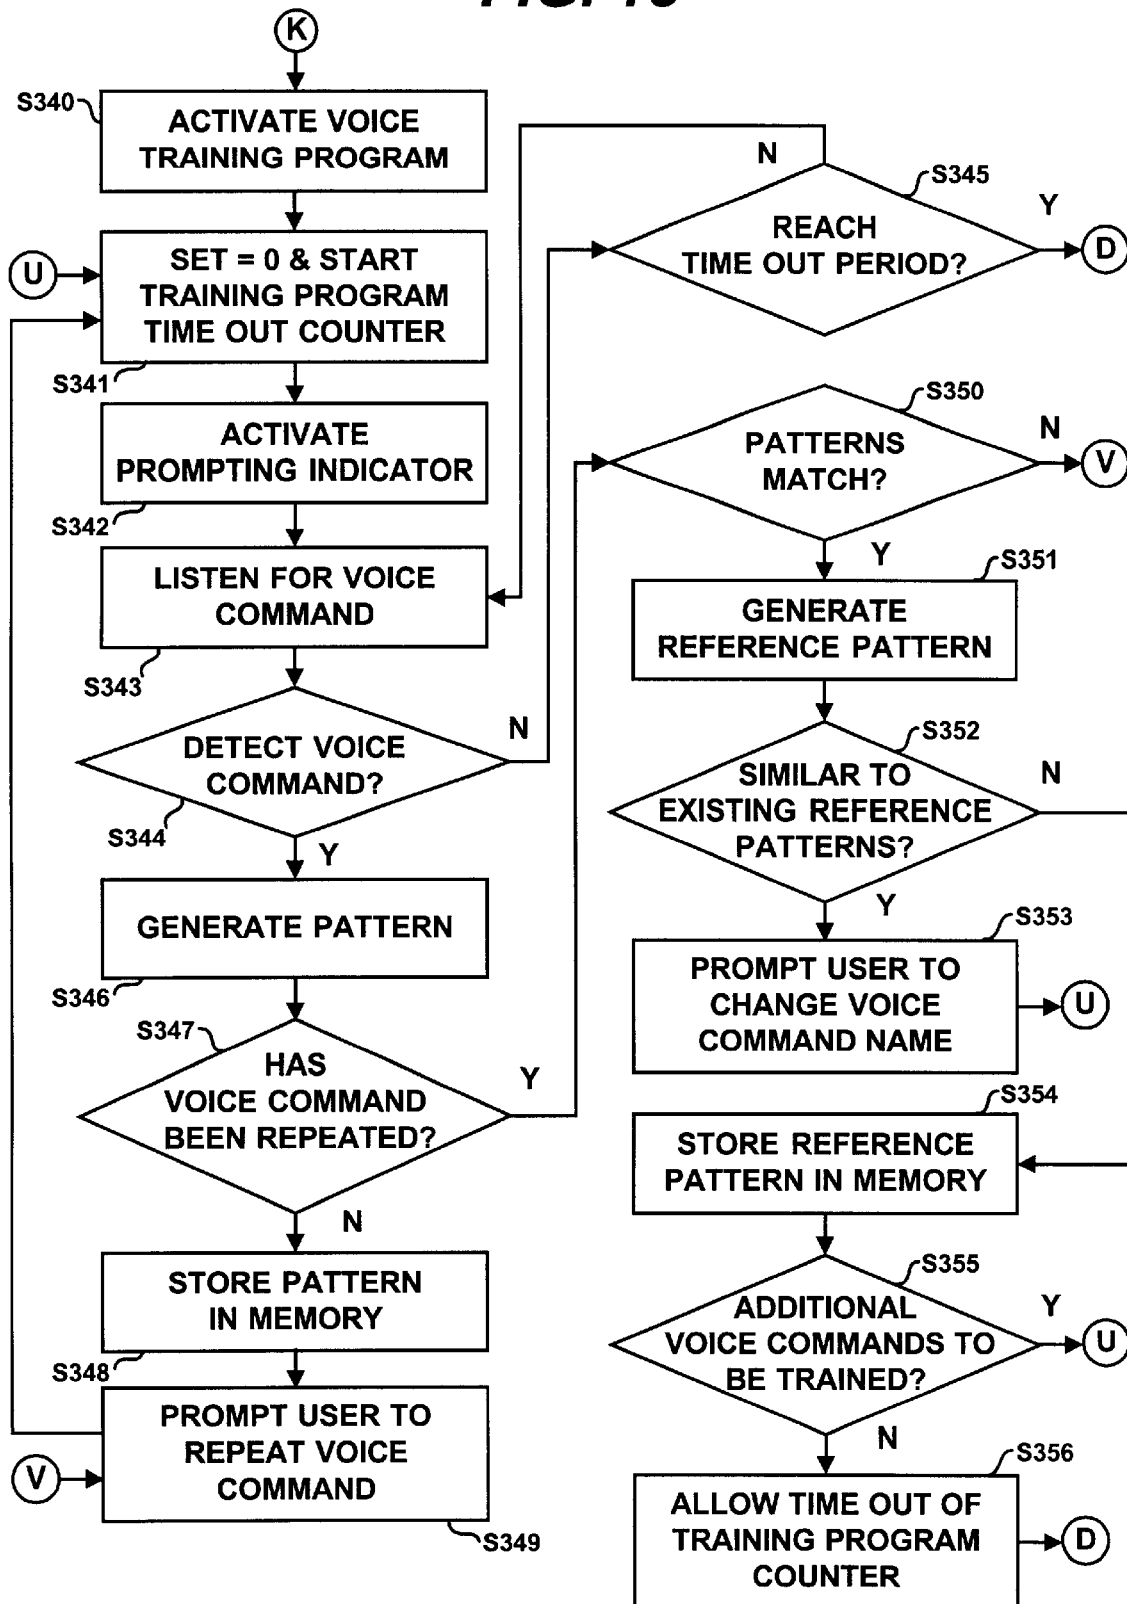 K
S340
ACTIVATE VOICE
TRAINING PROGRAM
U
SET = 0 & START
TRAINING PROGRAM
TIME OUT COUNTER
S341
ACTIVATE
PROMPTING INDICATOR
S342
LISTEN FOR VOICE
COMMAND
S343
DETECT VOICE
COMMAND?
N
S344
Y
GENERATE PATTERN
S346
S347
HAS
VOICE COMMAND
BEEN REPEATED?
Y
N
STORE PATTERN
IN MEMORY
S348
PROMPT USER TO
REPEAT VOICE
COMMAND
V
S349
N
S345
REACH
TIME OUT PERIOD?
Y
D
S350
PATTERNS
MATCH?
N
V
Y
S351
GENERATE
REFERENCE PATTERN
S352
SIMILAR TO
EXISTING REFERENCE
PATTERNS?
N
Y
S353
PROMPT USER TO
CHANGE VOICE
COMMAND NAME
U
S354
STORE REFERENCE
PATTERN IN MEMORY
S355
ADDITIONAL
VOICE COMMANDS TO
BE TRAINED?
Y
U
N
S356
ALLOW TIME OUT OF
TRAINING PROGRAM
COUNTER
D